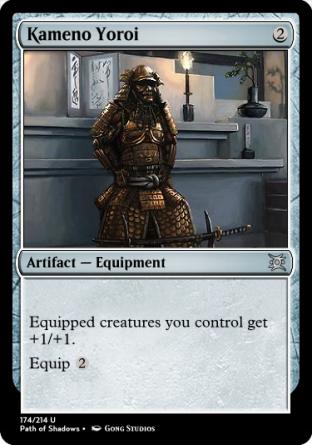 Kameno Yoroi 2
Artifact — Equipment
Equipped creatures you control get
+1/+1.
Equip 2
174/214 U
Path of Shadows • Gong Studios